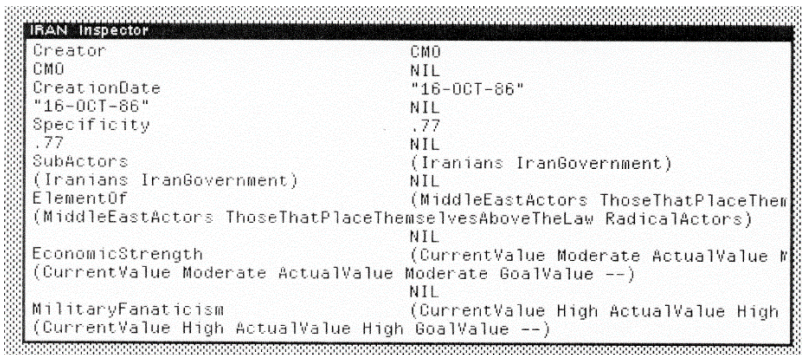 IRAN Inspector
Creator CMO
CMO NIL
CreationDate "16-OCT-86"
"16-OCT-86" NIL
Specificity .77
.77 NIL
SubActors (Iranians IranGovernment)
(Iranians IranGovernment) NIL
ElementOf (MiddleEastActors ThoseThatPlaceThem
(MiddleEastActors ThoseThatPlaceThemselvesAboveTheLaw RadicalActors)
NIL
EconomicStrength (CurrentValue Moderate ActualValue M
(CurrentValue Moderate ActualValue Moderate GoalValue --)
NIL
MilitaryFanaticism (CurrentValue High ActualValue High
(CurrentValue High ActualValue High GoalValue --)